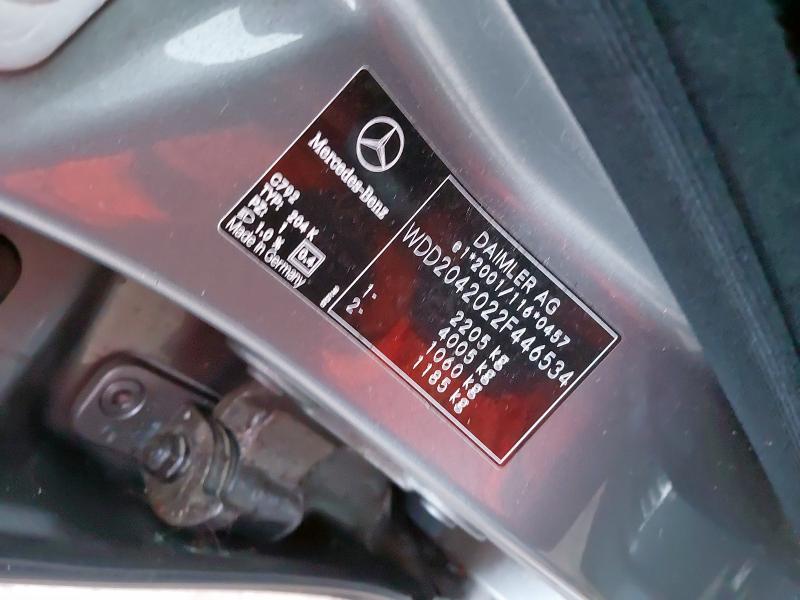 Mercedes-Benz
C792
TYP: 204 K
PZ 1
D 1.0 N 0.4
Made in Germany
DAIMLER AG
e1*2001/116*0457
WDD2042022F446534
2205 kg
4005 kg
1- 1060 kg
2- 1185 kg